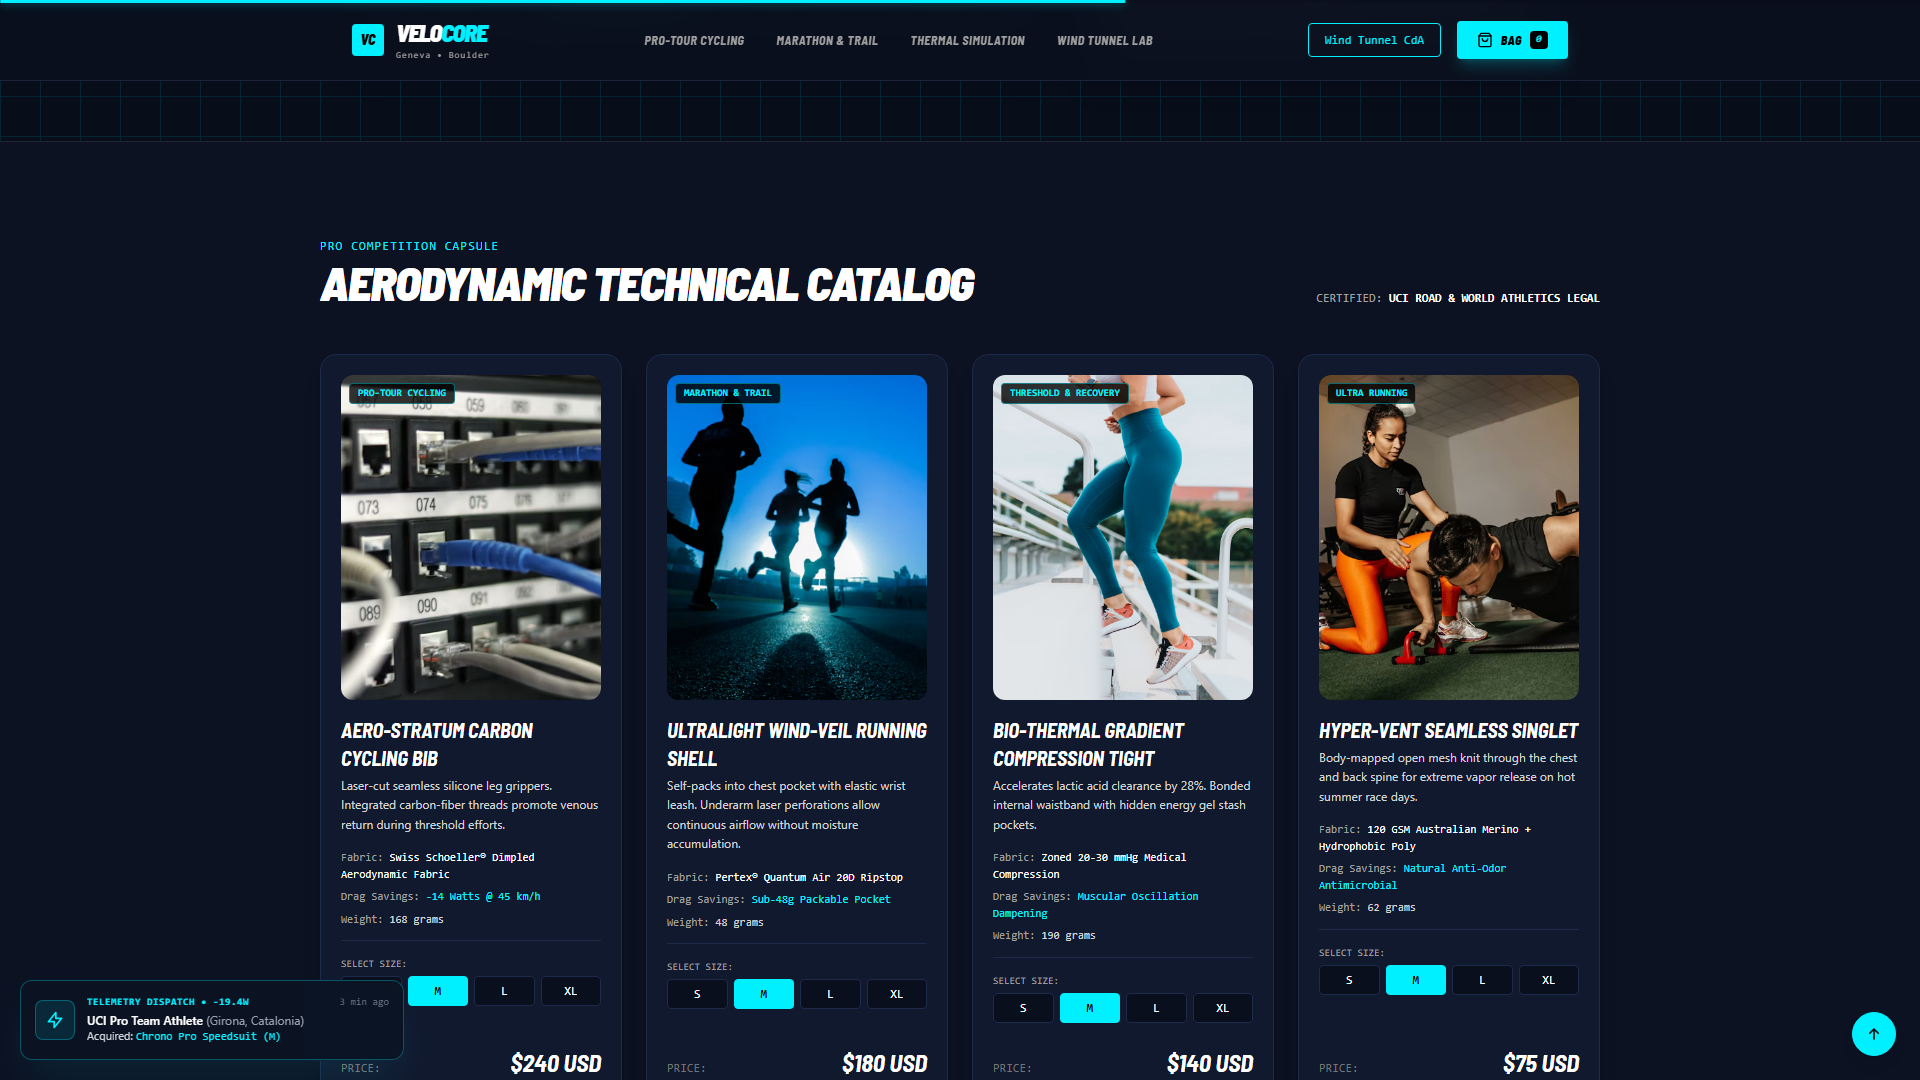 VC
VELOCORE
Geneva • Boulder
PRO-TOUR CYCLING
MARATHON & TRAIL
THERMAL SIMULATION
WIND TUNNEL LAB
Wind Tunnel CdA
BAG 0
PRO COMPETITION CAPSULE
AERODYNAMIC TECHNICAL CATALOG
CERTIFIED: UCI ROAD & WORLD ATHLETICS LEGAL
PRO-TOUR CYCLING
059
073 074 075
089 090 091
AERO-STRATUM CARBON
CYCLING BIB
Laser-cut seamless silicone leg grippers.
Integrated carbon-fiber threads promote venous
return during threshold efforts.
Fabric: Swiss Schoeller® Dimpled
Aerodynamic Fabric
Drag Savings: -14 Watts @ 45 km/h
Weight: 168 grams
SELECT SIZE:
M L XL
PRICE: $240 USD
MARATHON & TRAIL
ULTRALIGHT WIND-VEIL RUNNING
SHELL
Self-packs into chest pocket with elastic wrist
leash. Underarm laser perforations allow
continuous airflow without moisture
accumulation.
Fabric: Pertex® Quantum Air 20D Ripstop
Drag Savings: Sub-48g Packable Pocket
Weight: 48 grams
SELECT SIZE:
S M L XL
PRICE: $180 USD
THRESHOLD & RECOVERY
BIO-THERMAL GRADIENT
COMPRESSION TIGHT
Accelerates lactic acid clearance by 28%. Bonded
internal waistband with hidden energy gel stash
pockets.
Fabric: Zoned 20-30 mmHg Medical
Compression
Drag Savings: Muscular Oscillation
Dampening
Weight: 190 grams
SELECT SIZE:
S M L XL
PRICE: $140 USD
ULTRA RUNNING
HYPER-VENT SEAMLESS SINGLET
Body-mapped open mesh knit through the chest
and back spine for extreme vapor release on hot
summer race days.
Fabric: 120 GSM Australian Merino +
Hydrophobic Poly
Drag Savings: Natural Anti-Odor
Antimicrobial
Weight: 62 grams
SELECT SIZE:
S M L XL
PRICE: $75 USD
TELEMETRY DISPATCH • -19.4W
3 min ago
UCI Pro Team Athlete (Girona, Catalonia)
Acquired: Chrono Pro Speedsuit (M)